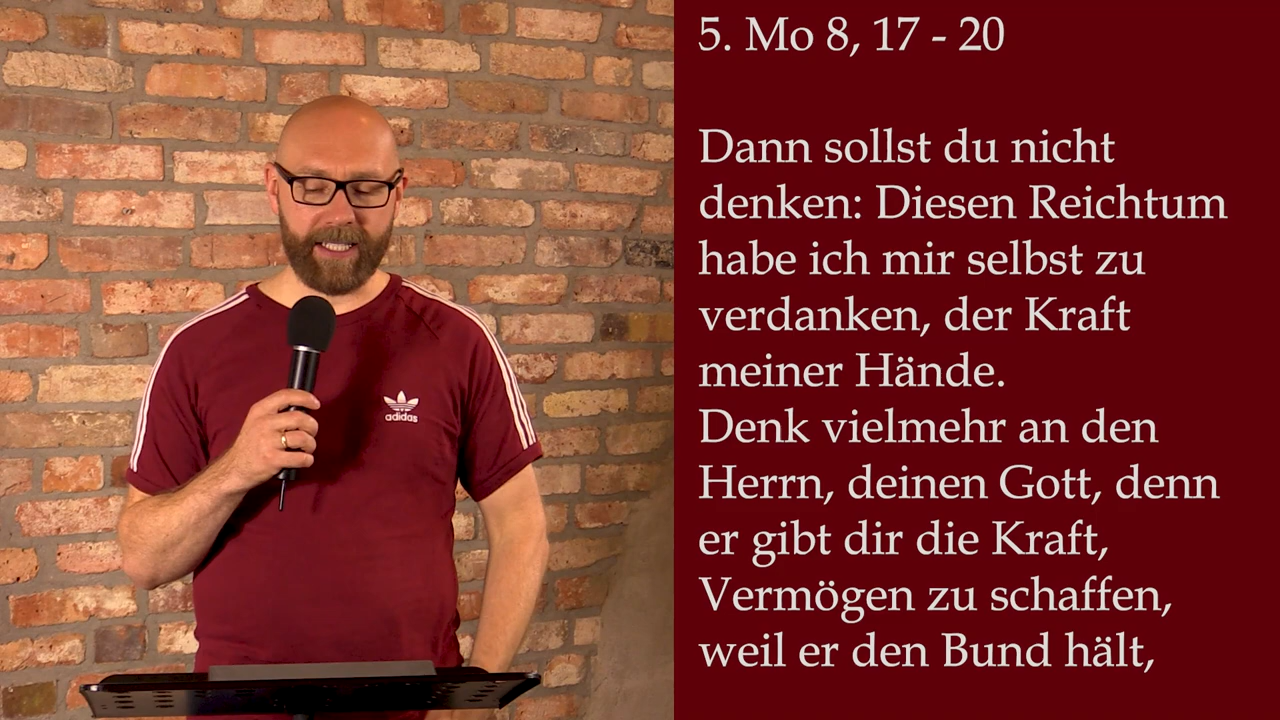 5. Mo 8, 17 - 20
Dann sollst du nicht
denken: Diesen Reichtum
habe ich mir selbst zu
verdanken, der Kraft
meiner Hände.
Denk vielmehr an den
Herrn, deinen Gott, denn
er gibt dir die Kraft,
Vermögen zu schaffen,
weil er den Bund hält,
adidas